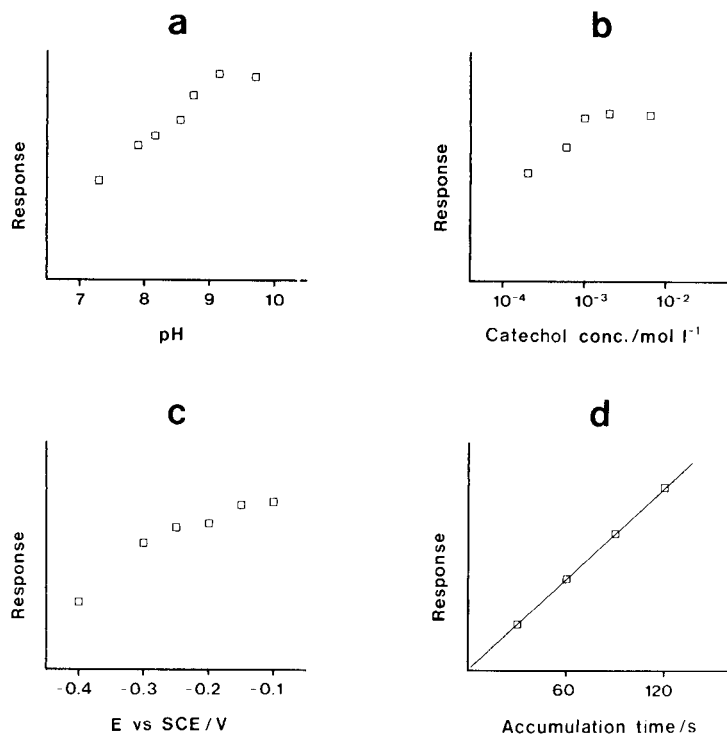 a
Response
7 8 9 10
pH
b
Response
10⁻⁴ 10⁻³ 10⁻²
Catechol conc./mol l⁻¹
c
Response
-0.4 -0.3 -0.2 -0.1
E vs SCE/V
d
Response
60 120
Accumulation time/s